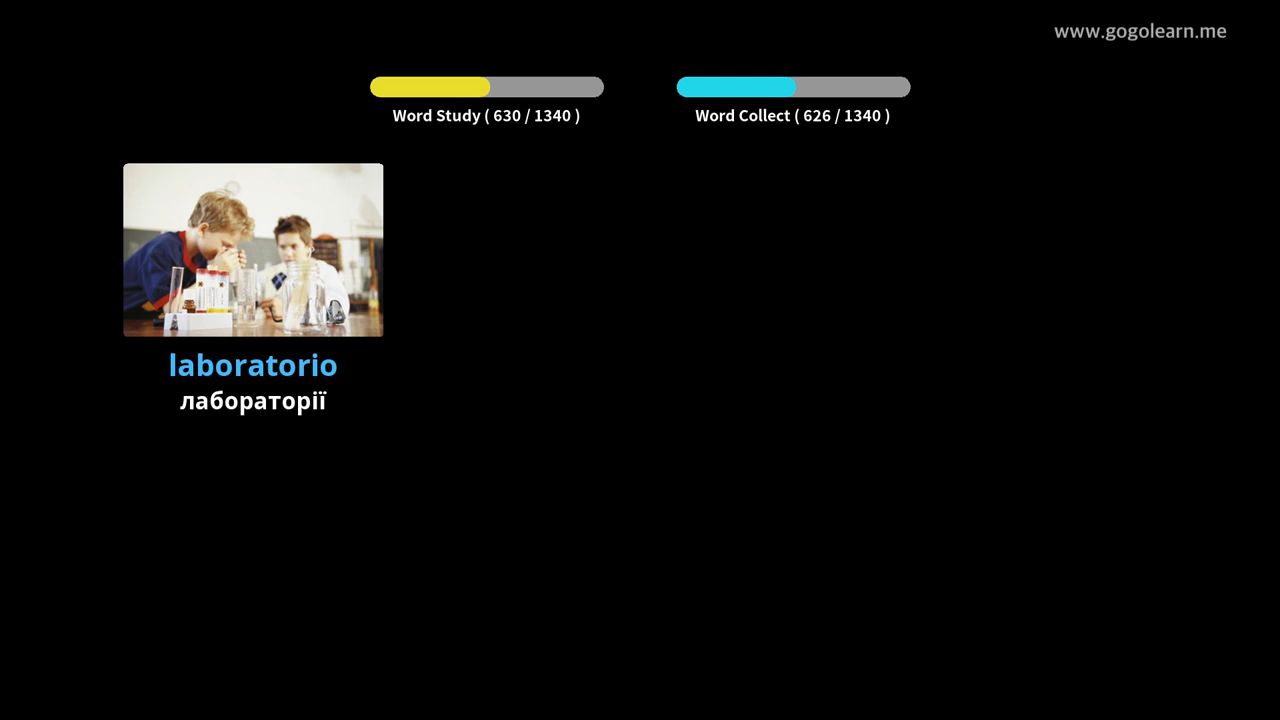 www.gogolearn.me
Word Study ( 630 / 1340 )
Word Collect ( 626 / 1340 )
laboratorio
лабораторії